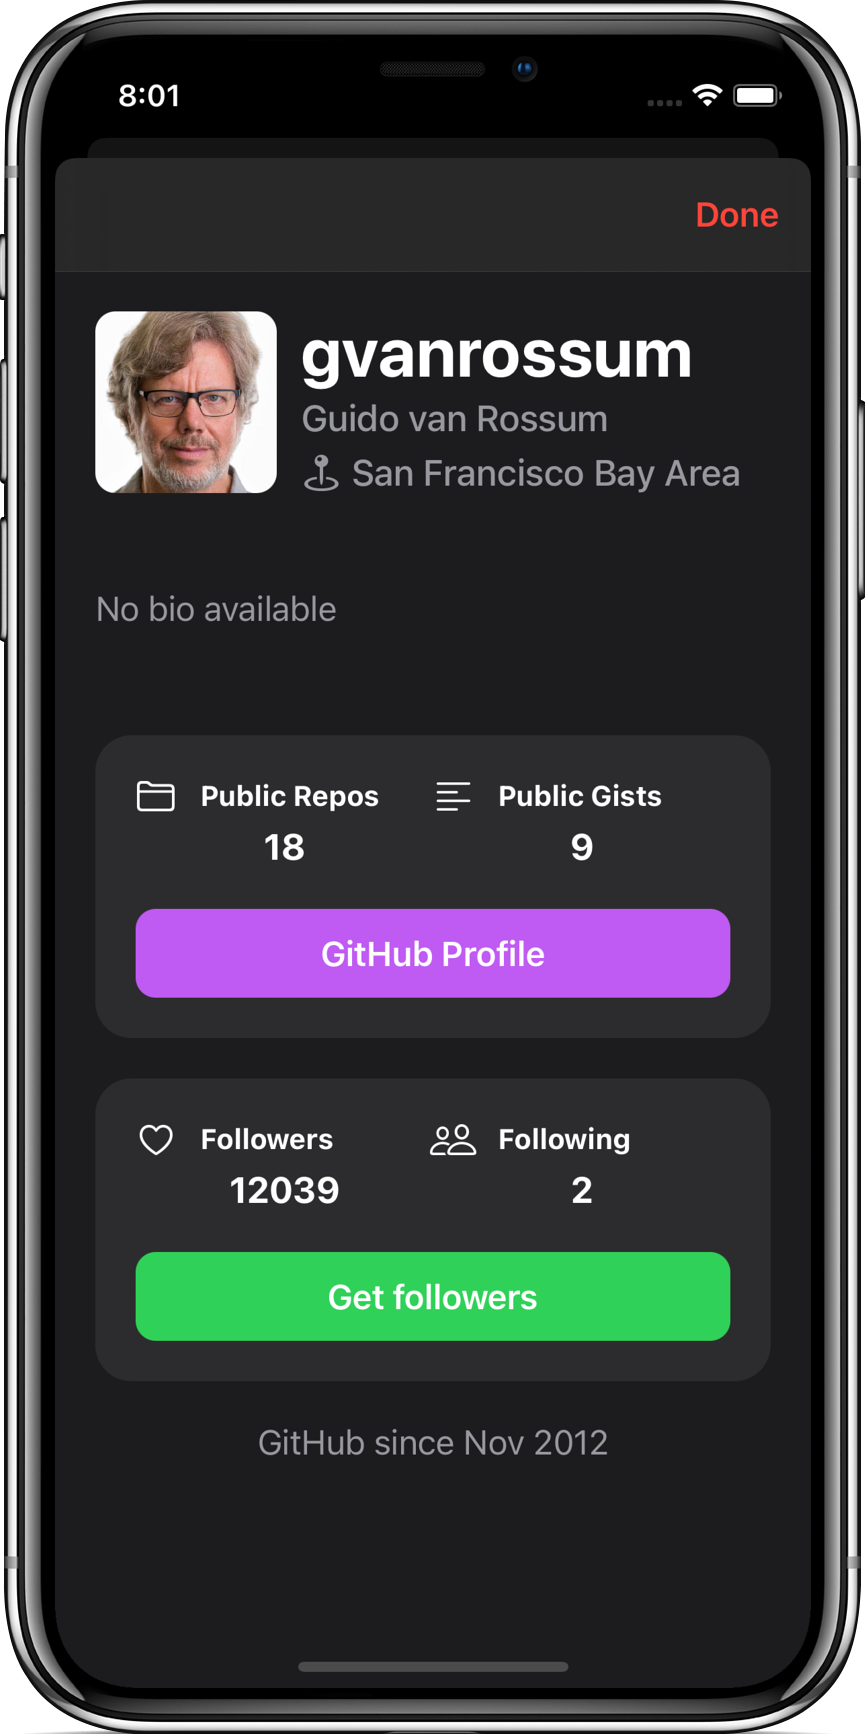 8:01
Done
gvanrossum
Guido van Rossum
San Francisco Bay Area
No bio available
Public Repos
18
Public Gists
9
GitHub Profile
Followers
12039
Following
2
Get followers
GitHub since Nov 2012